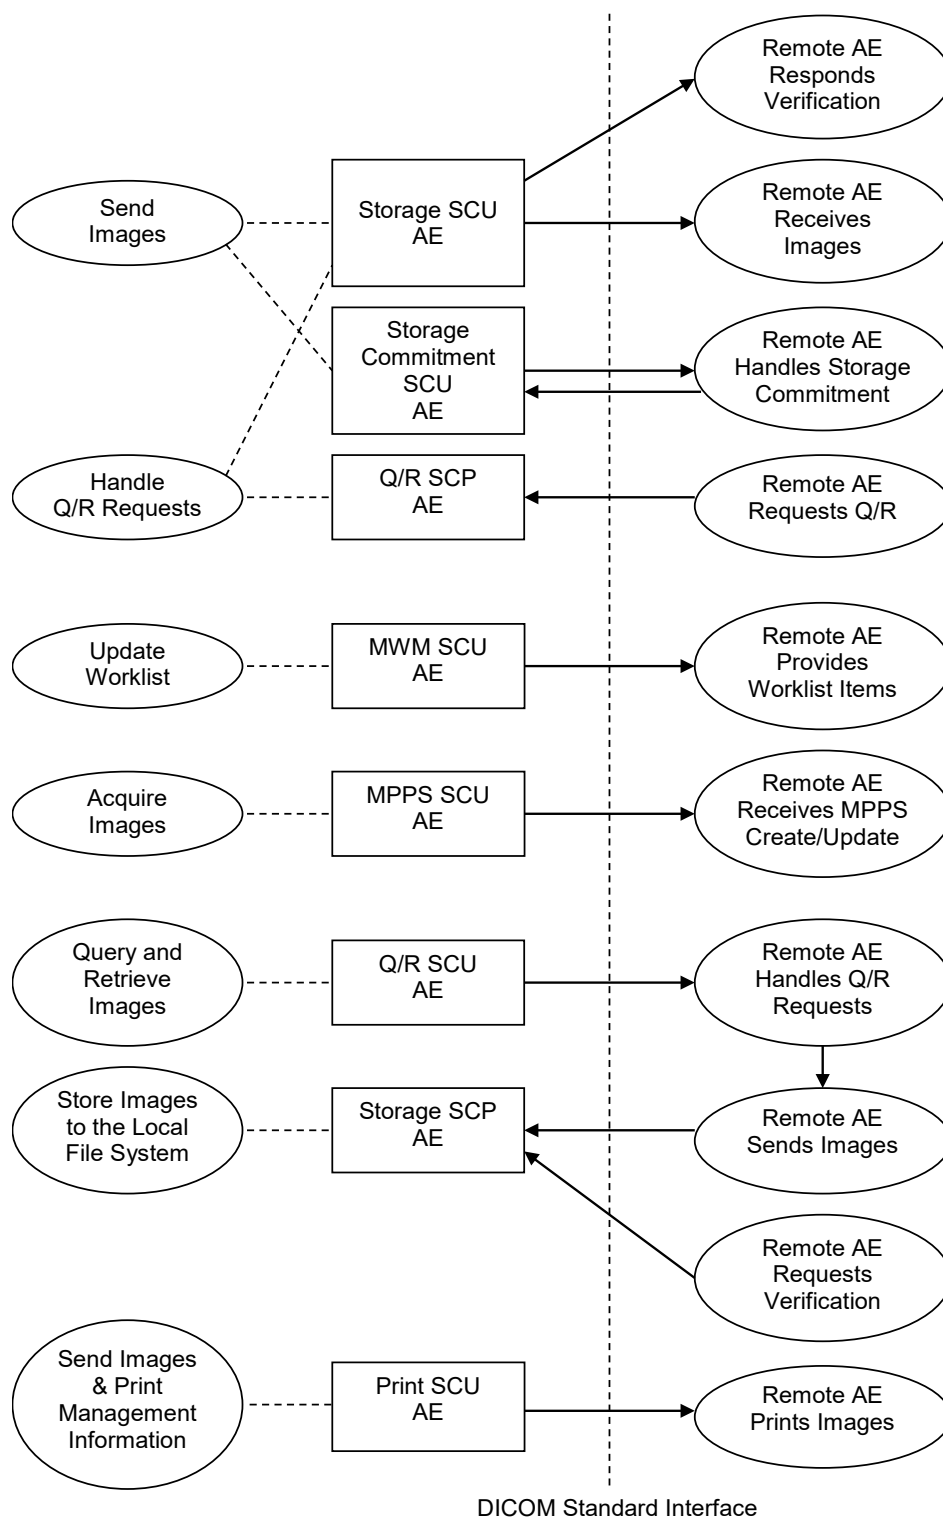 Remote AE
Responds
Verification
Send
Images
Storage SCU
AE
Remote AE
Receives
Images
Storage
Commitment
SCU
AE
Remote AE
Handles Storage
Commitment
Handle
Q/R Requests
Q/R SCP
AE
Remote AE
Requests Q/R
Update
Worklist
MWM SCU
AE
Remote AE
Provides
Worklist Items
Acquire
Images
MPPS SCU
AE
Remote AE
Receives MPPS
Create/Update
Query and
Retrieve
Images
Q/R SCU
AE
Remote AE
Handles Q/R
Requests
Store Images
to the Local
File System
Storage SCP
AE
Remote AE
Sends Images
Remote AE
Requests
Verification
Send Images
& Print
Management
Information
Print SCU
AE
Remote AE
Prints Images
DICOM Standard Interface